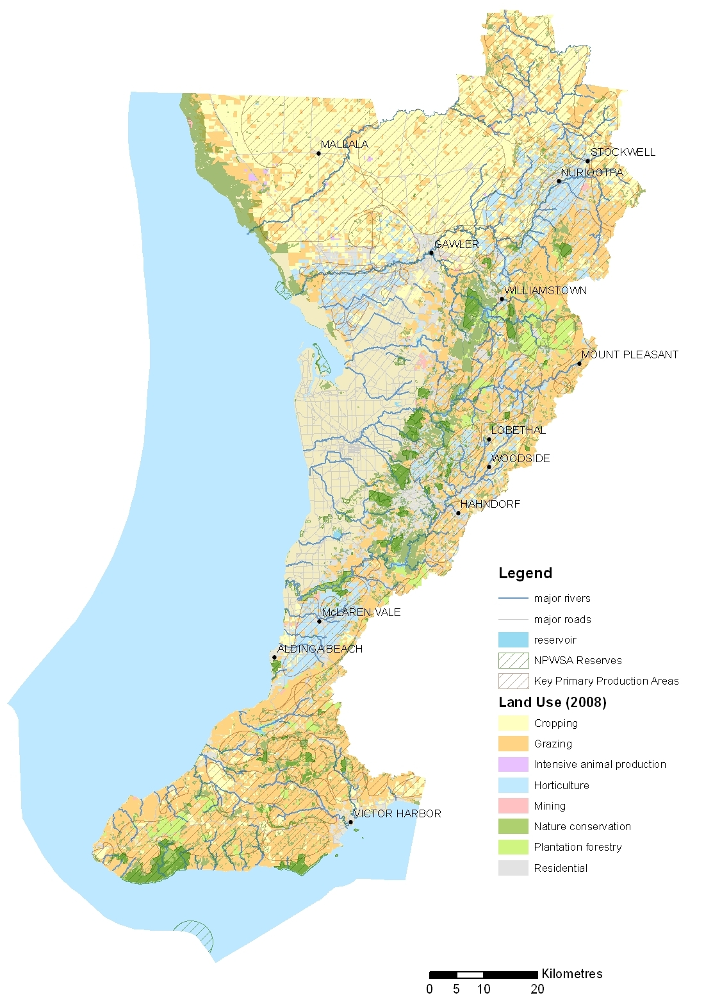 MALLALA
STOCKWELL
NURIOOTPA
GAWLER
WILLIAMSTOWN
MOUNT PLEASANT
LOBETHAL
WOODSIDE
HAHNDORF
McLAREN VALE
ALDINGA BEACH
VICTOR HARBOR
Legend
major rivers
major roads
reservoir
NPWSA Reserves
Key Primary Production Areas
Land Use (2008)
Cropping
Grazing
Intensive animal production
Horticulture
Mining
Nature conservation
Plantation forestry
Residential
Kilometres
0 5 10 20